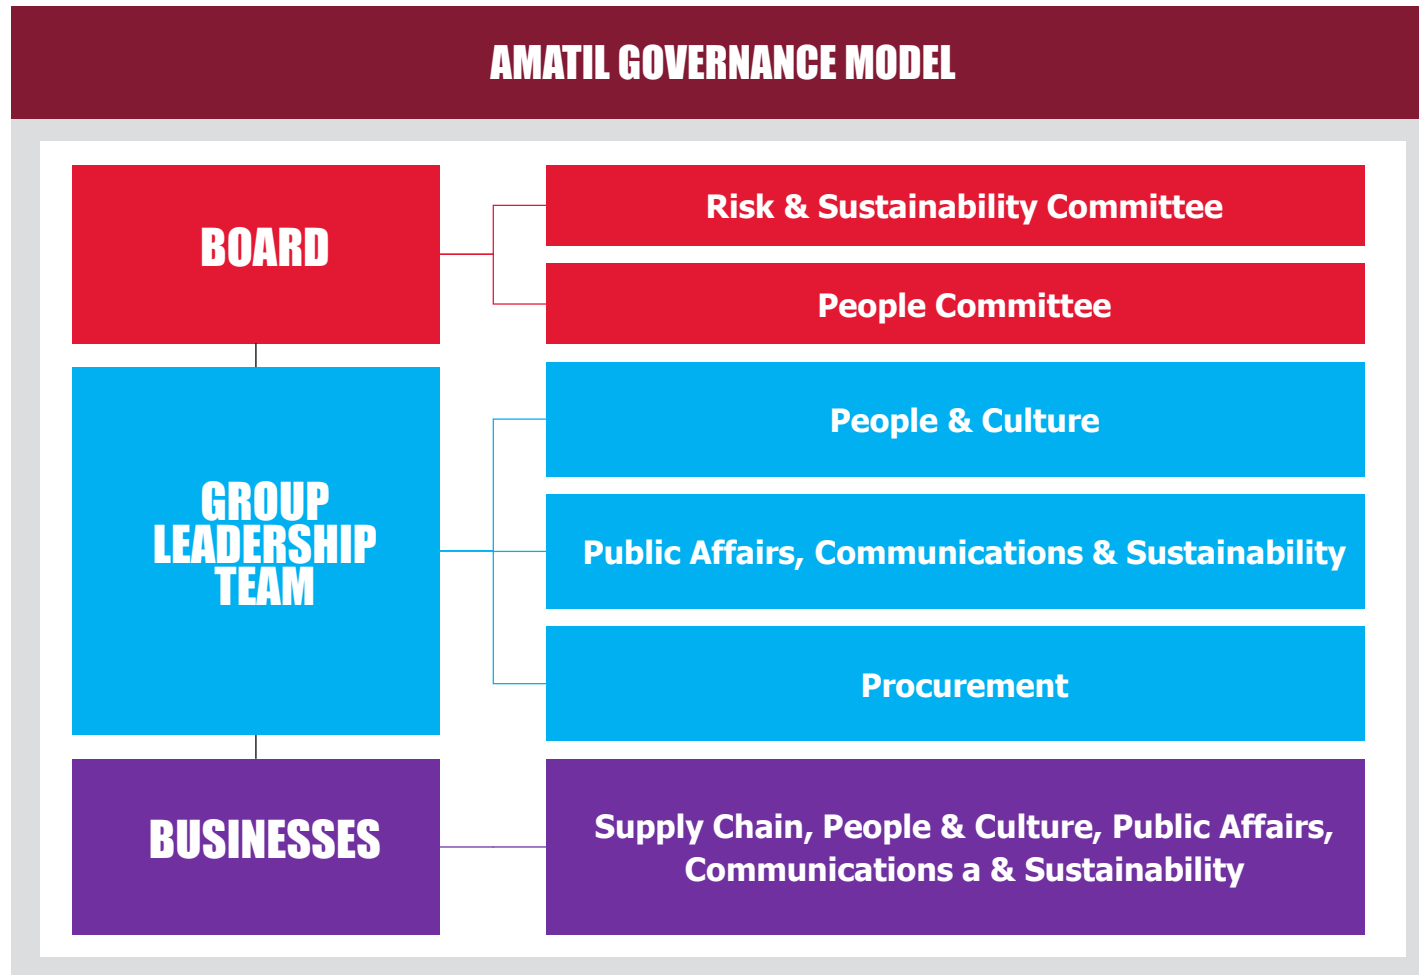 AMATIL GOVERNANCE MODEL
BOARD
Risk & Sustainability Committee
People Committee
GROUP
LEADERSHIP
TEAM
People & Culture
Public Affairs, Communications & Sustainability
Procurement
BUSINESSES
Supply Chain, People & Culture, Public Affairs,
Communications a & Sustainability